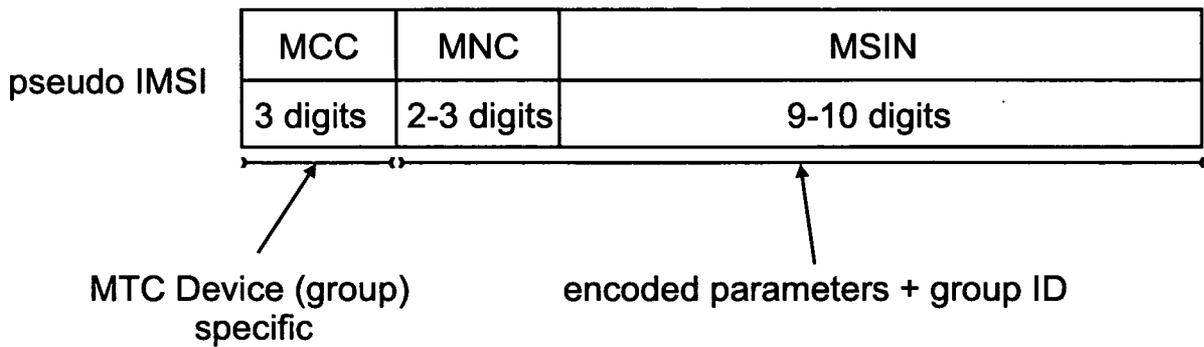 MCC MNC MSIN
pseudo IMSI
3 digits 2-3 digits 9-10 digits
MTC Device (group) encoded parameters + group ID
specific